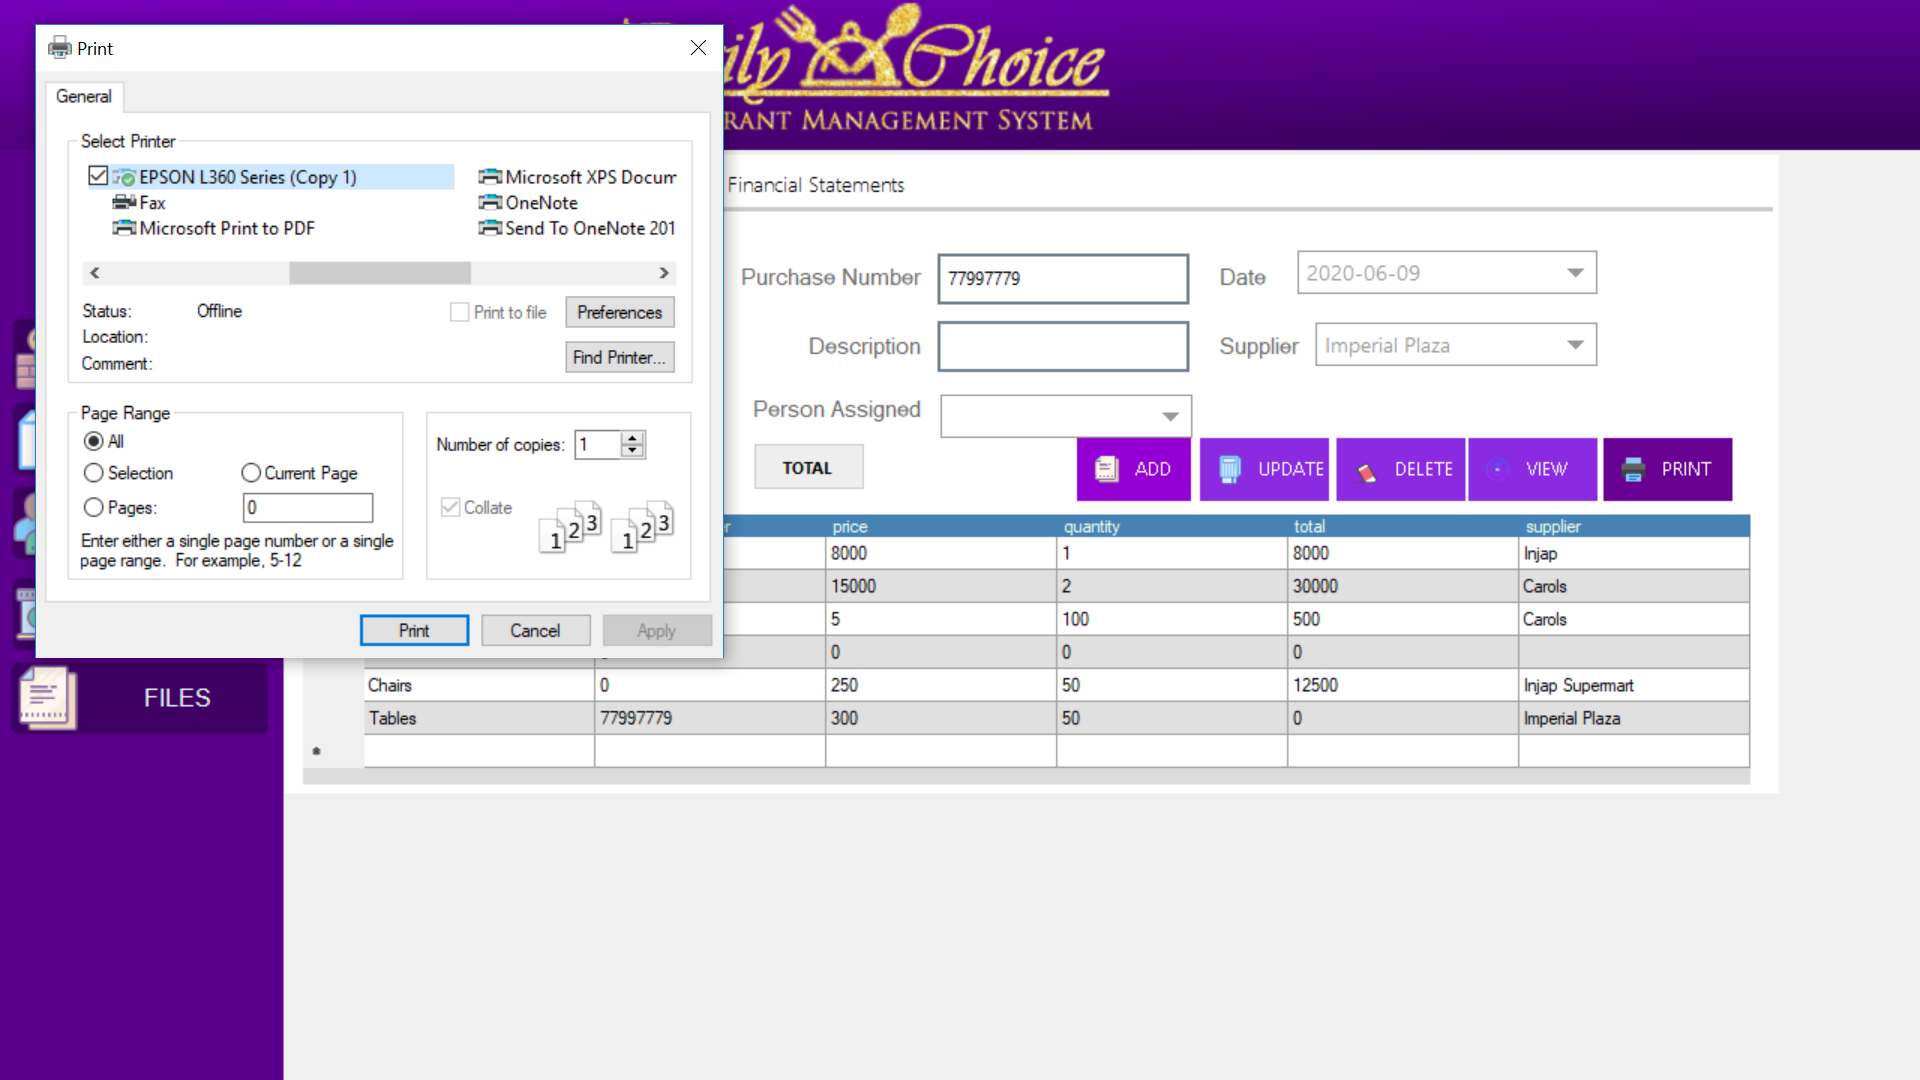 Print
General
Select Printer
EPSON L360 Series (Copy 1)
Fax
Microsoft Print to PDF
Microsoft XPS Docum
OneNote
Send To OneNote 201
Status: Offline
Location:
Comment:
Print to file
Preferences
Find Printer...
Page Range
All
Selection
Current Page
Pages:
0
Enter either a single page number or a single
page range. For example, 5-12
Number of copies: 1
Collate
1 2 3 1 2 3
Print Cancel Apply
ily Choice
RANT MANAGEMENT SYSTEM
Financial Statements
Purchase Number 77997779
Date 2020-06-09
Description
Supplier Imperial Plaza
Person Assigned
TOTAL ADD UPDATE DELETE VIEW PRINT
r price quantity total supplier
8000 1 8000 Injap
15000 2 30000 Carols
5 100 500 Carols
0 0 0
Chairs 0 250 50 12500 Injap Supermart
Tables 77997779 300 50 0 Imperial Plaza
*
FILES